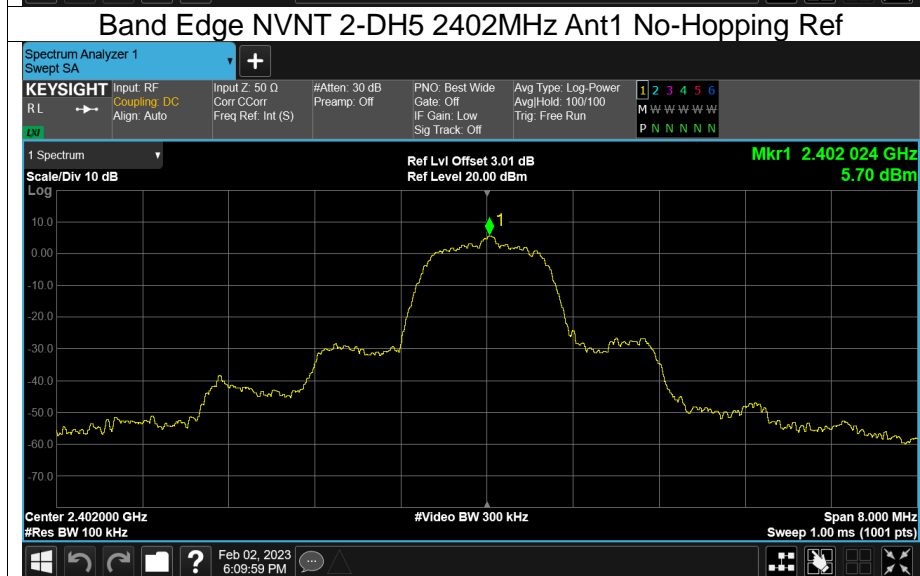 Band Edge NVNT 2-DH5 2402MHz Ant1 No-Hopping Ref
Spectrum Analyzer 1
Swept SA
+
KEYSIGHT Input: RF Input Z: 50 Ω #Atten: 30 dB PNO: Best Wide Avg Type: Log-Power 1 2 3 4 5 6
RL Coupling: DC Corr CCorr Preamp: Off Gate: Off Avg|Hold: 100/100 M W W W W W
Align: Auto Freq Ref: Int (S) IF Gain: Low Trig: Free Run
LXI Sig Track: Off P N N N N N
1 Spectrum
Ref Lvl Offset 3.01 dB Mkr1 2.402 024 GHz
Scale/Div 10 dB Ref Level 20.00 dBm 5.70 dBm
Log
1
10.0
0.00
-10.0
-20.0
-30.0
-40.0
-50.0
-60.0
-70.0
Center 2.402000 GHz #Video BW 300 kHz Span 8.000 MHz
#Res BW 100 kHz Sweep 1.00 ms (1001 pts)
? Feb 02, 2023
6:09:59 PM